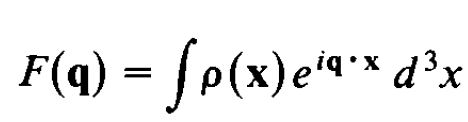 F(q) = ∫ρ(x)e^{iq·x} d³x